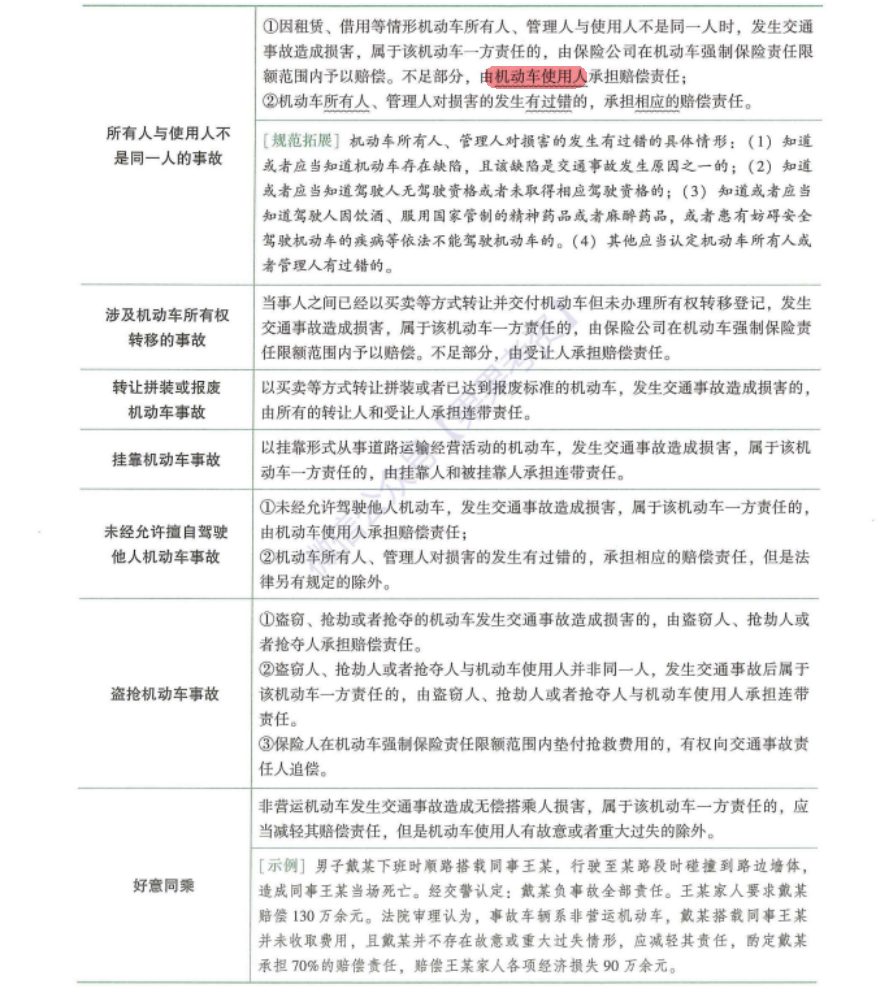 ①因租赁、借用等情形机动车所有人、管理人与使用人不是同一人时，发生交通
事故造成损害，属于该机动车一方责任的，由保险公司在机动车强制保险责任限
额范围内予以赔偿。不足部分，由机动车使用人承担赔偿责任；
②机动车所有人、管理人对损害的发生有过错的，承担相应的赔偿责任。
所有人与使用人不
是同一人的事故
[规范拓展] 机动车所有人、管理人对损害的发生有过错的具体情形：(1) 知道
或者应当知道机动车存在缺陷，且该缺陷是交通事故发生原因之一的；(2) 知道
或者应当知道驾驶人无驾驶资格或者未取得相应驾驶资格的；(3) 知道或者应当
知道驾驶人因饮酒、服用国家管制的精神药品或者麻醉药品，或者患有妨碍安全
驾驶机动车的疾病等依法不能驾驶机动车的。(4) 其他应当认定机动车所有人或
者管理人有过错的。
涉及机动车所有权
转移的事故
当事人之间已经以买卖等方式转让并交付机动车但未办理所有权转移登记，发生
交通事故造成损害，属于该机动车一方责任的，由保险公司在机动车强制保险责
任限额范围内予以赔偿。不足部分，由受让人承担赔偿责任。
转让拼装或报废
机动车事故
以买卖等方式转让拼装或者已达到报废标准的机动车，发生交通事故造成损害的，
由所有的转让人和受让人承担连带责任。
挂靠机动车事故
以挂靠形式从事道路运输经营活动的机动车，发生交通事故造成损害，属于该机
动车一方责任的，由挂靠人和被挂靠人承担连带责任。
未经允许擅自驾驶
他人机动车事故
①未经允许驾驶他人机动车，发生交通事故造成损害，属于该机动车一方责任的，
由机动车使用人承担赔偿责任；
②机动车所有人、管理人对损害的发生有过错的，承担相应的赔偿责任，但是法
律另有规定的除外。
盗抢机动车事故
①盗窃、抢劫或者抢夺的机动车发生交通事故造成损害的，由盗窃人、抢劫人或
者抢夺人承担赔偿责任。
②盗窃人、抢劫人或者抢夺人与机动车使用人并非同一人，发生交通事故后属于
该机动车一方责任的，由盗窃人、抢劫人或者抢夺人与机动车使用人承担连带
责任。
③保险人在机动车强制保险责任限额范围内垫付抢救费用的，有权向交通事故责
任人追偿。
好意同乘
非营运机动车发生交通事故造成无偿搭乘人损害，属于该机动车一方责任的，应
当减轻其赔偿责任，但是机动车使用人有故意或者重大过失的除外。
[示例] 男子戴某下班时顺路搭载同事王某，行驶至某路段时碰撞到路边墙体，
造成同事王某当场死亡。经交警认定：戴某负事故全部责任。王某家人要求戴某
赔偿 130 万余元。法院审理认为，事故车辆系非营运机动车，戴某搭载同事王某
并未收取费用，且戴某并不存在故意或重大过失情形，应减轻其责任，酌定戴某
承担 70%的赔偿责任，赔偿王某家人各项经济损失 90 万余元。